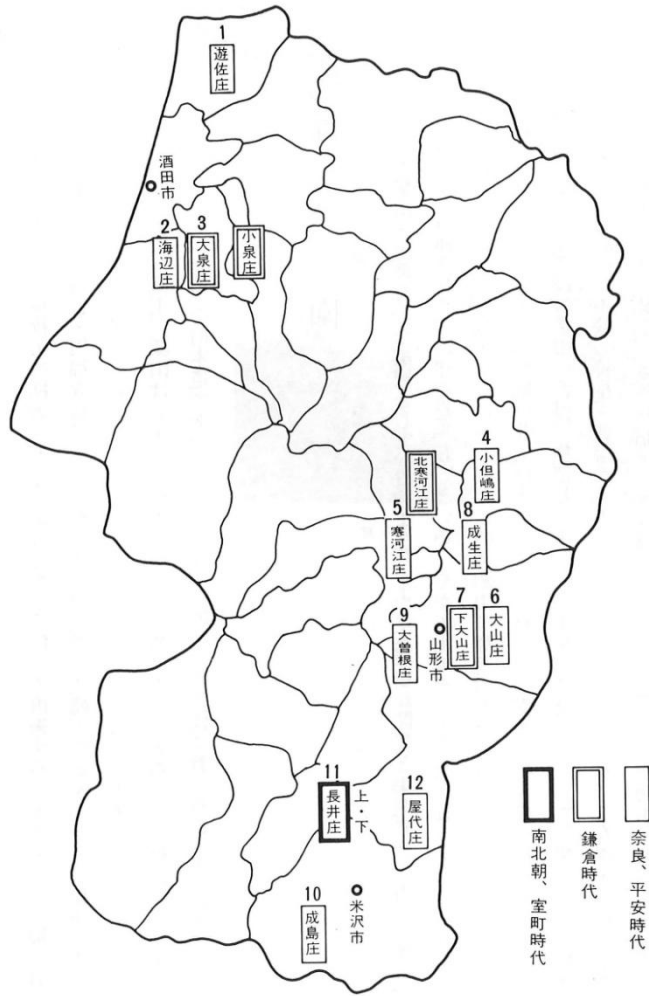 1
遊佐庄
酒田市
2
海辺庄
3
大泉庄
小泉庄
4
小但嶋庄
北寒河江庄
5
寒河江庄
8
成生庄
6
大山庄
7
下大山庄
山形市
9
大曽根庄
11
長井庄
上・下
12
屋代庄
10
成島庄
米沢市
奈良、平安時代
鎌倉時代
南北朝、室町時代